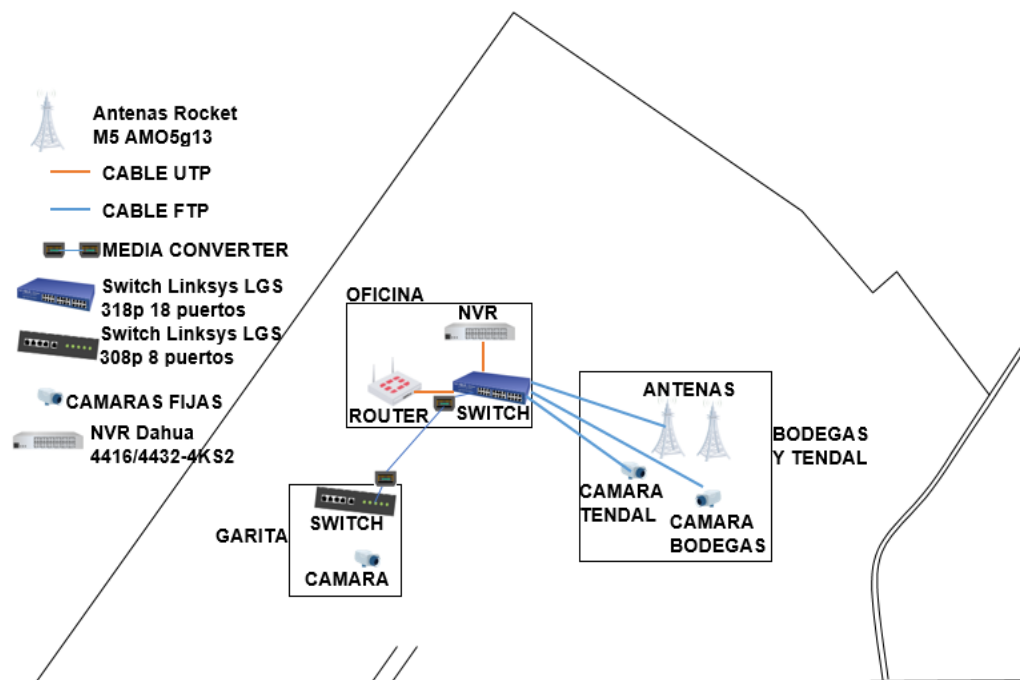 Antenas Rocket
M5 AMO5g13
CABLE UTP
CABLE FTP
MEDIA CONVERTER
Switch Linksys LGS
318p 18 puertos
Switch Linksys LGS
308p 8 puertos
CAMARAS FIJAS
NVR Dahua
4416/4432-4KS2
OFICINA
NVR
ROUTER
SWITCH
ANTENAS
BODEGAS
Y TENDAL
CAMARA
TENDAL
CAMARA
BODEGAS
GARITA
SWITCH
CAMARA